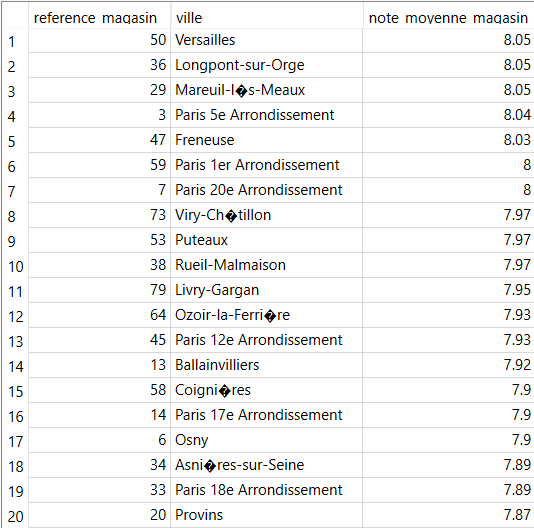 reference_magasin ville note_moyenne_magasin
1 50 Versailles 8.05
2 36 Longpont-sur-Orge 8.05
3 29 Mareuil-l�s-Meaux 8.05
4 3 Paris 5e Arrondissement 8.04
5 47 Freneuse 8.03
6 59 Paris 1er Arrondissement 8
7 7 Paris 20e Arrondissement 8
8 73 Viry-Ch�tillon 7.97
9 53 Puteaux 7.97
10 38 Rueil-Malmaison 7.97
11 79 Livry-Gargan 7.95
12 64 Ozoir-la-Ferri�re 7.93
13 45 Paris 12e Arrondissement 7.93
14 13 Ballainvilliers 7.92
15 58 Coigni�res 7.9
16 14 Paris 17e Arrondissement 7.9
17 6 Osny 7.9
18 34 Asni�res-sur-Seine 7.89
19 33 Paris 18e Arrondissement 7.89
20 20 Provins 7.87